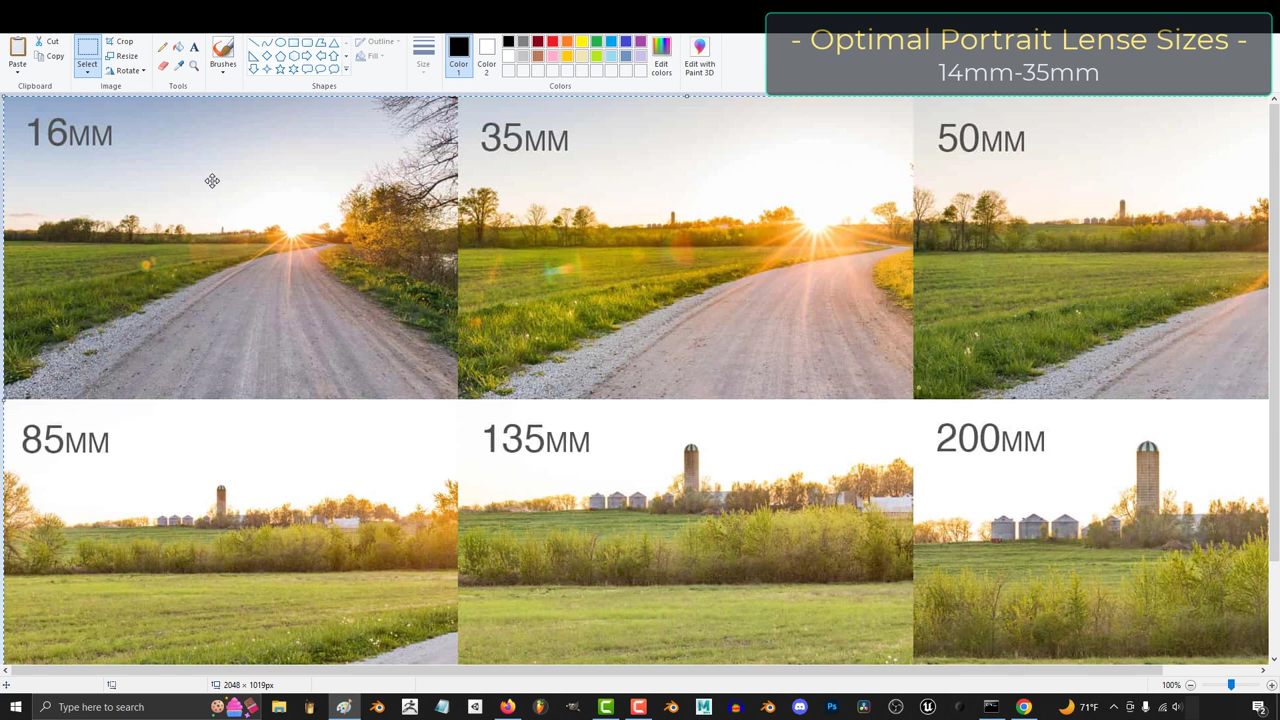 - Optimal Portrait Lense Sizes -
14mm-35mm
Paste
Cut
Copy
Clipboard
Select
Crop
Resize
Rotate
Image
A
Tools
Brushes
Shapes
Outline
Fill
Size
Color 1
Color 2
Edit colors
Colors
Edit with Paint 3D
16MM
35MM
50MM
85MM
135MM
200MM
2048 × 1019px
100%
Type here to search
Ps
71°F